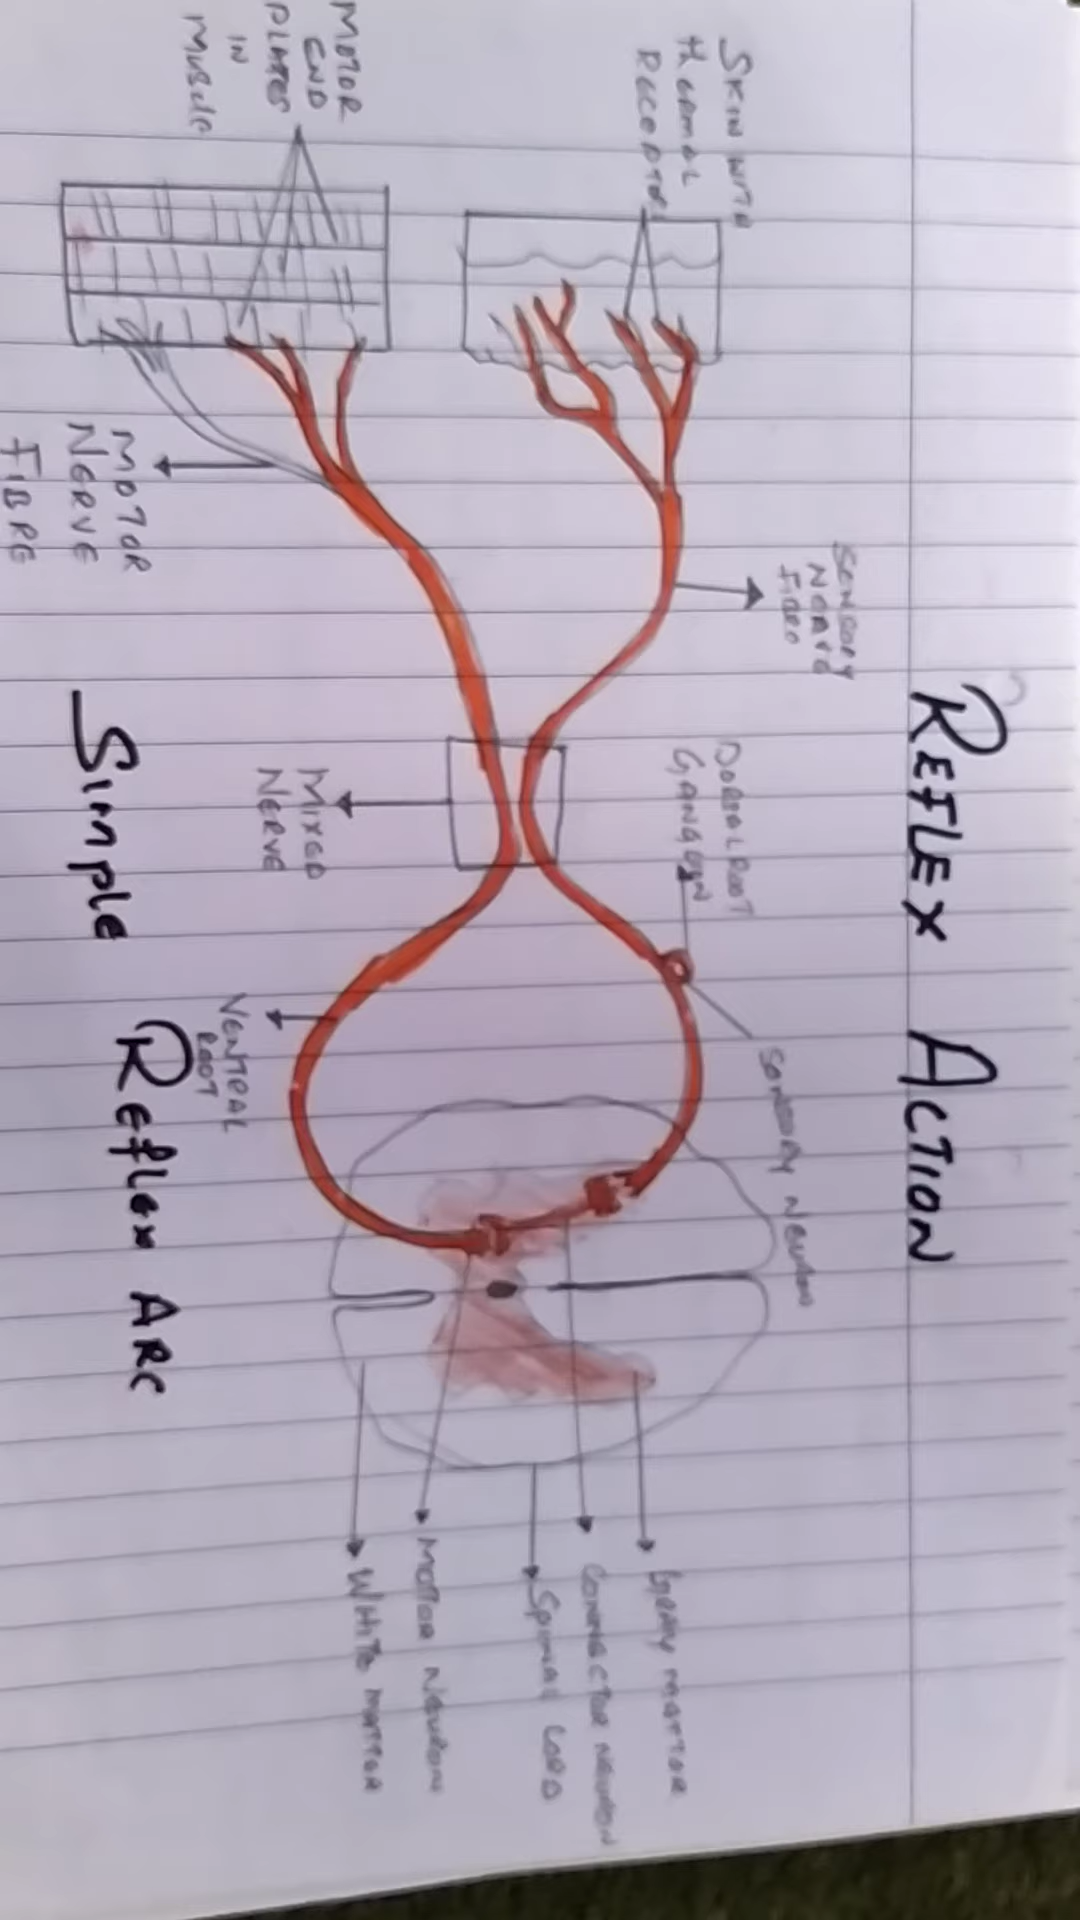 REFLEX ACTION
SKIN WITH
thermal
RECEPTORS
SENSORY
NERVE
FIBRE
DORSAL ROOT
GANGLION
SENSORY NEURON
MOTOR
END
PLATES
IN
Muscle
MOTOR
NERVE
FIBRE
MIXED
NERVE
VENTRAL
ROOT
GRAY MATTER
CONNECTOR NEURON
SPINAL CORD
MOTOR NEURON
WHITE MATTER
SIMPLE REFLEX ARC